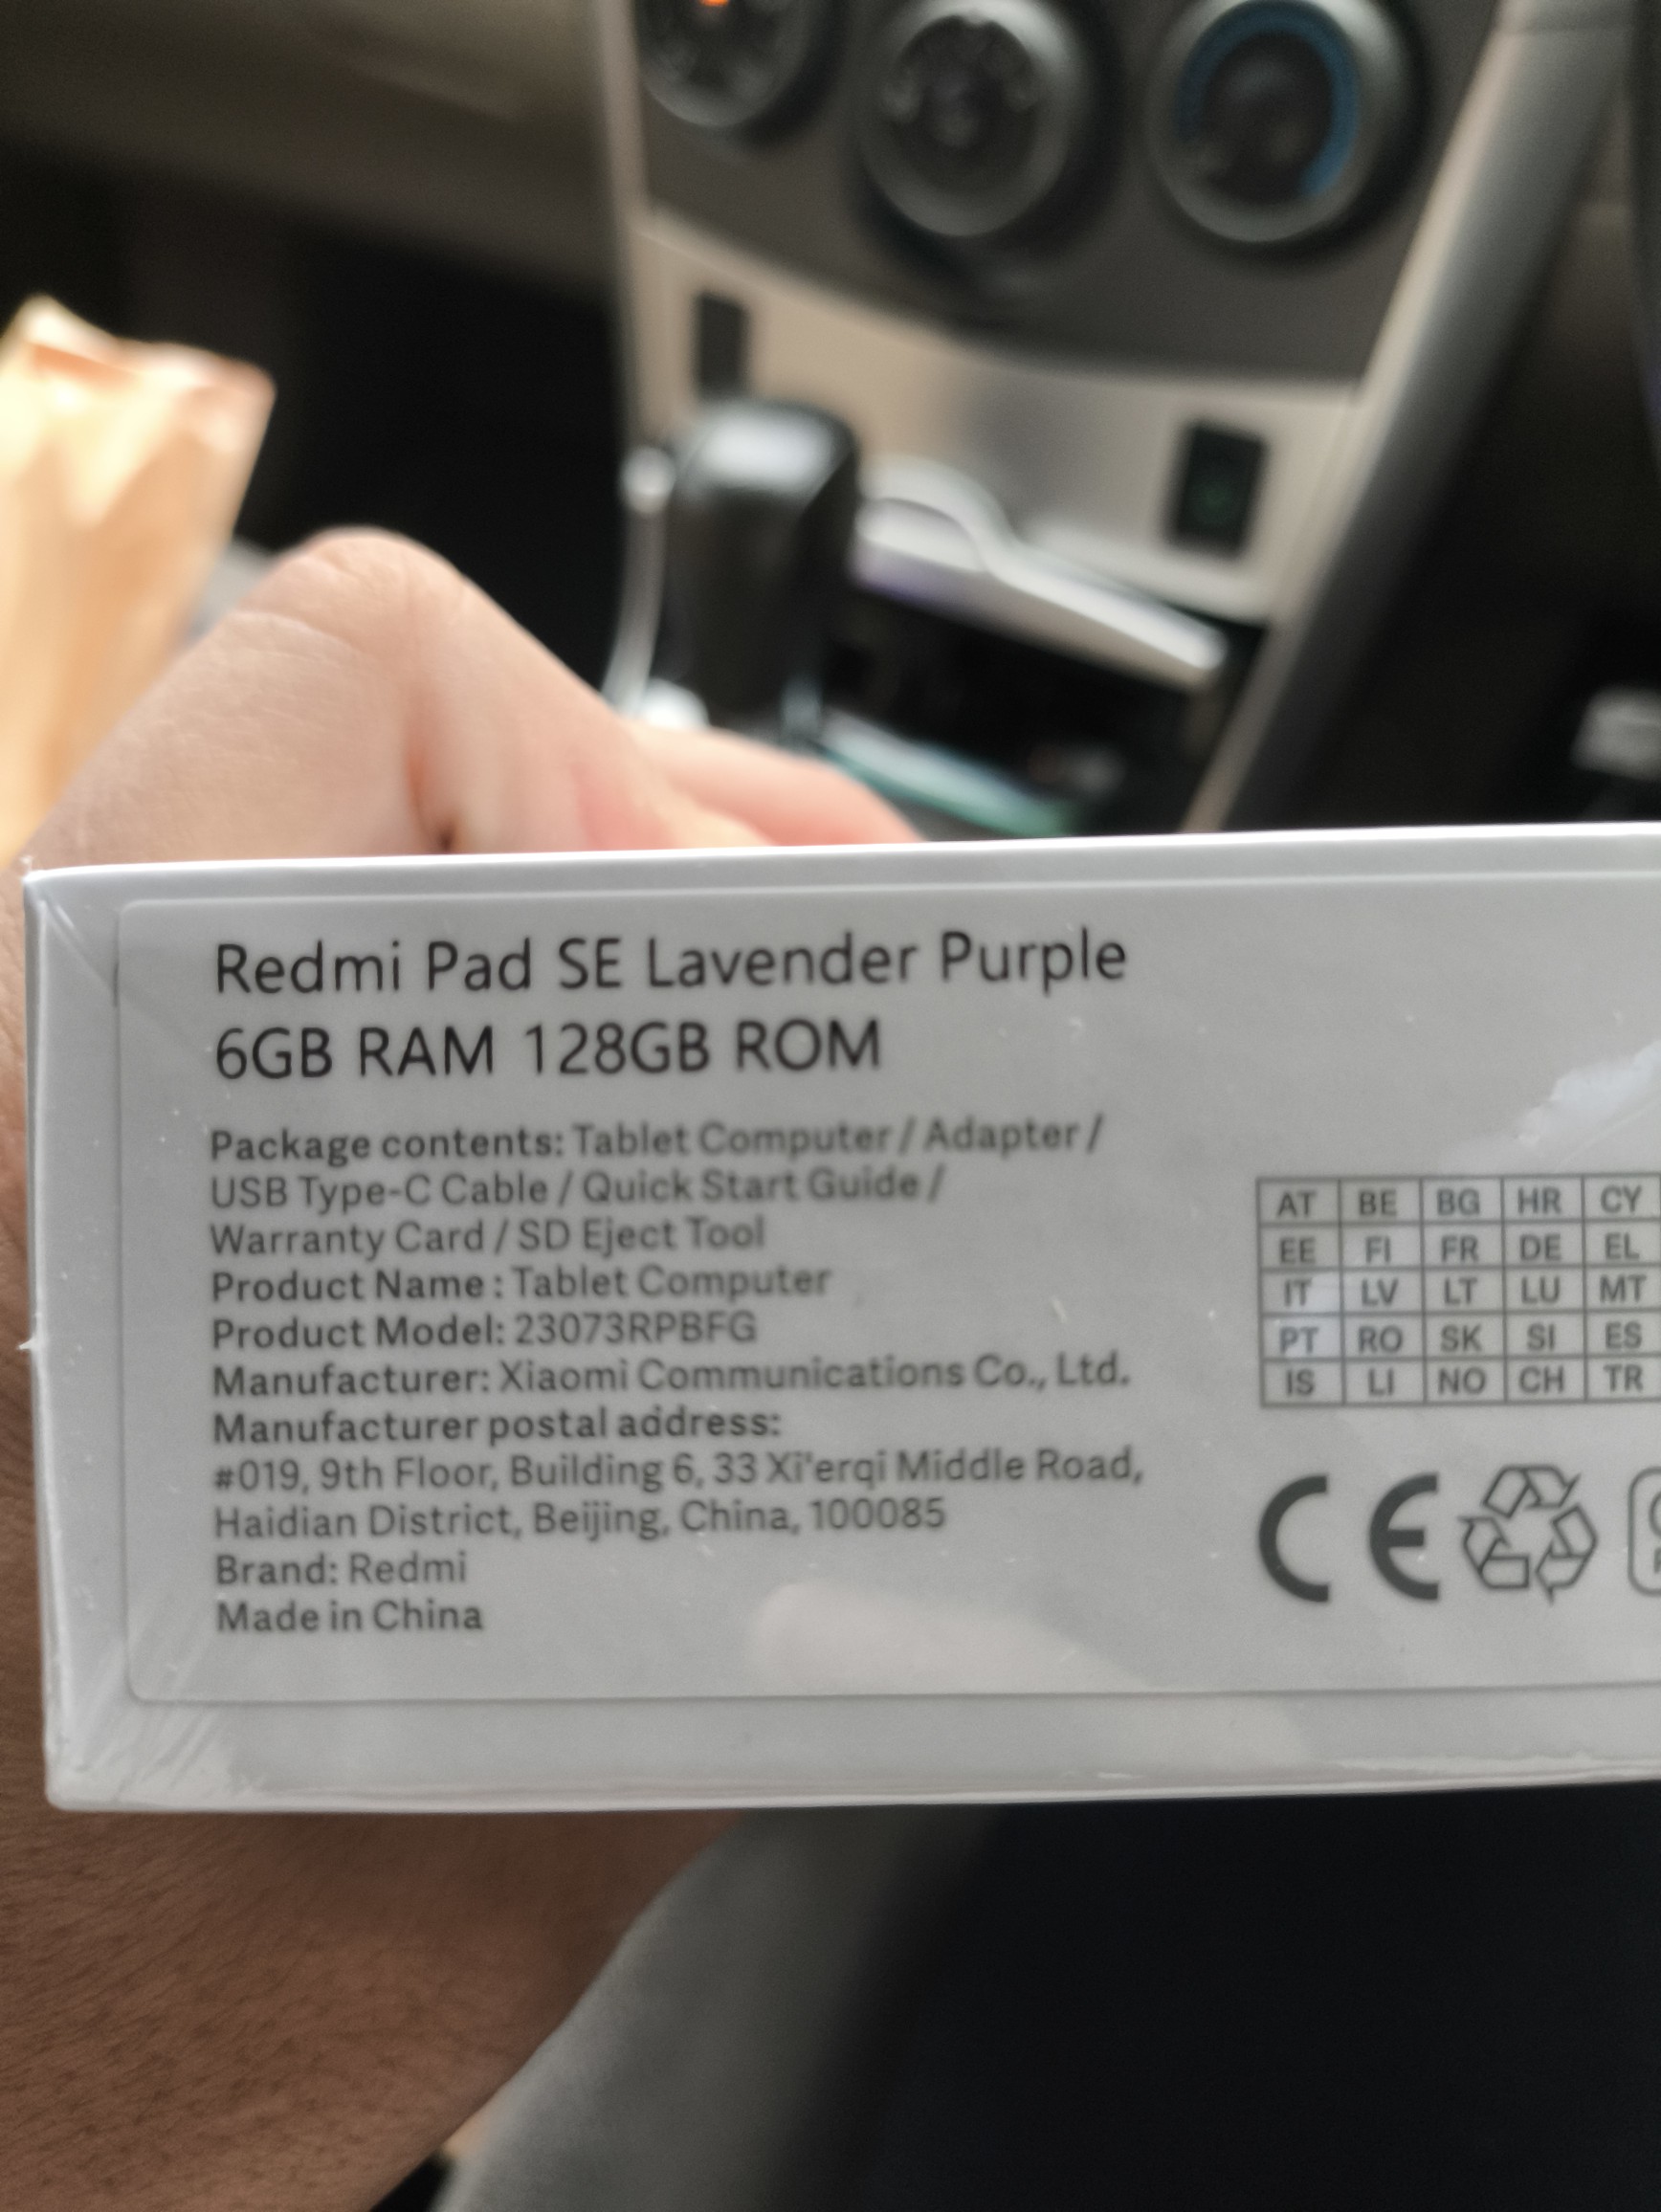 Redmi Pad SE Lavender Purple
6GB RAM 128GB ROM
Package contents: Tablet Computer / Adapter /
USB Type-C Cable / Quick Start Guide /
Warranty Card / SD Eject Tool
Product Name : Tablet Computer
Product Model: 23073RPBFG
Manufacturer: Xiaomi Communications Co., Ltd.
Manufacturer postal address:
#019, 9th Floor, Building 6, 33 Xi'erqi Middle Road,
Haidian District, Beijing, China, 100085
Brand: Redmi
Made in China
AT BE BG HR CY
EE FI FR DE EL
IT LV LT LU MT
PT RO SK SI ES
IS LI NO CH TR
CE